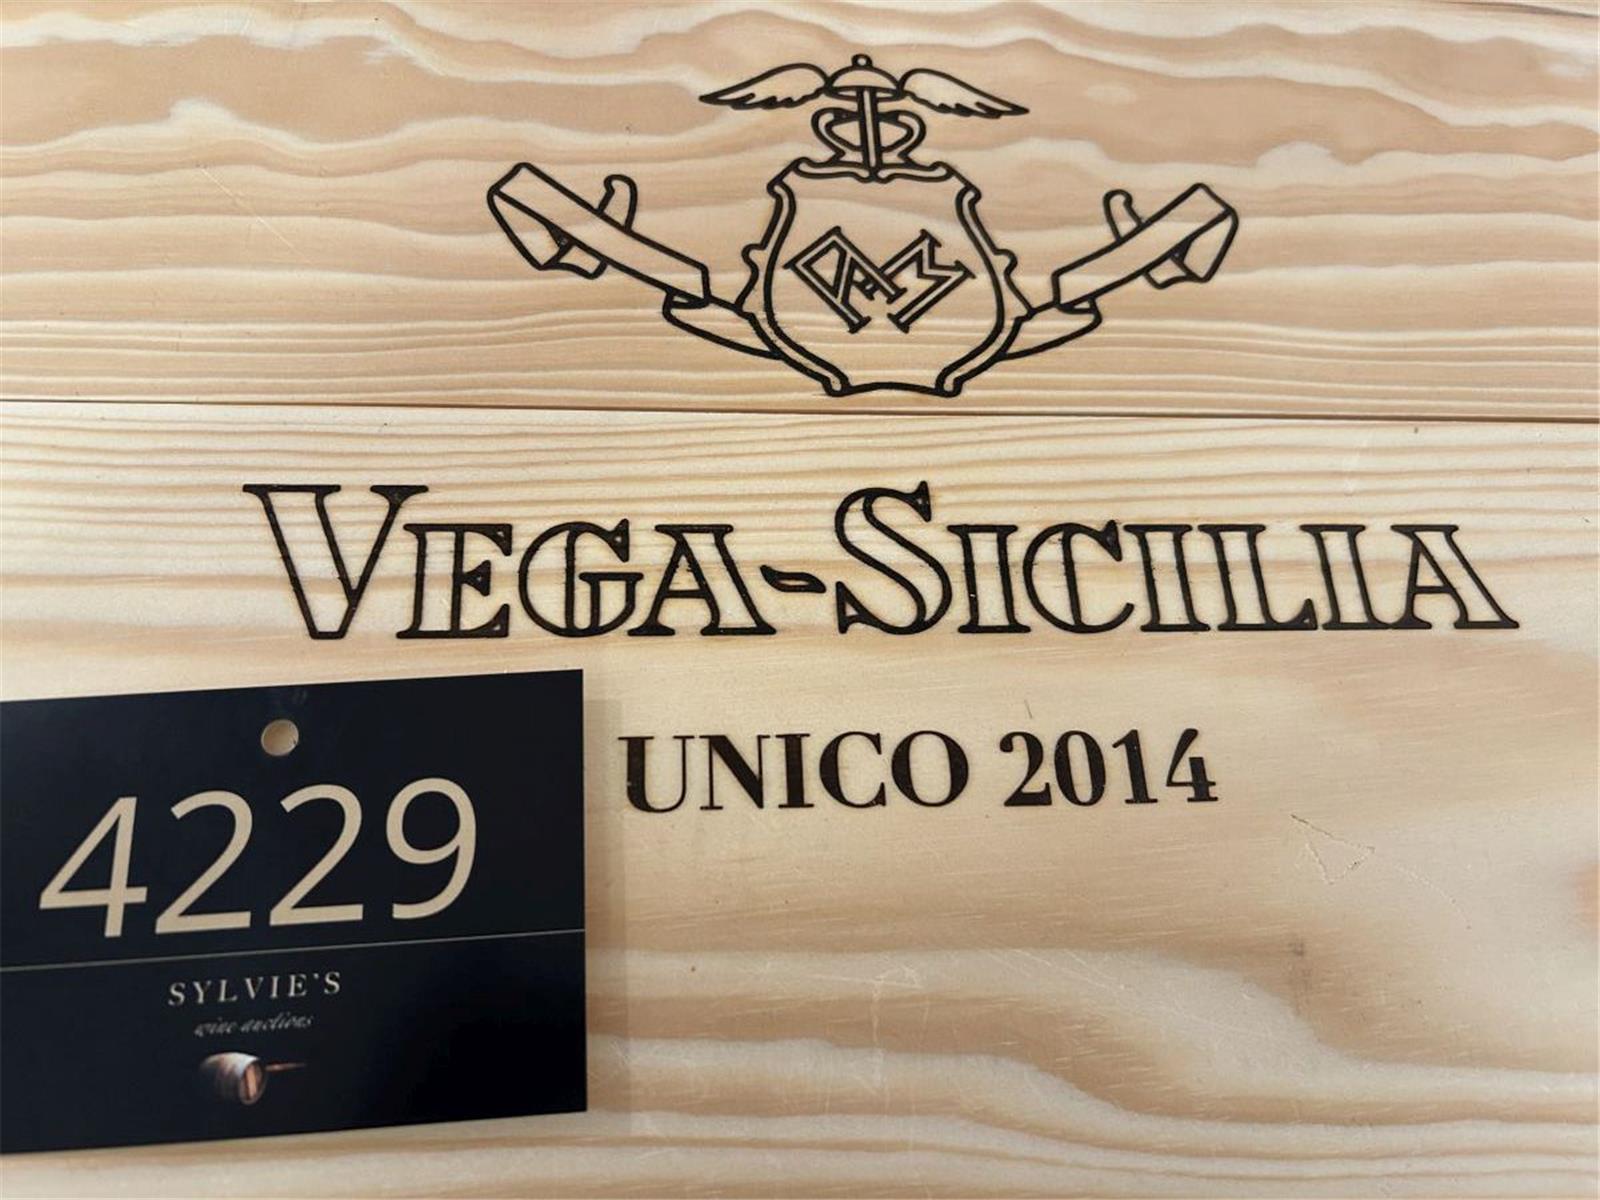 VEGA-SICILIA
UNICO 2014
4229
SYLVIE'S
wine auctions